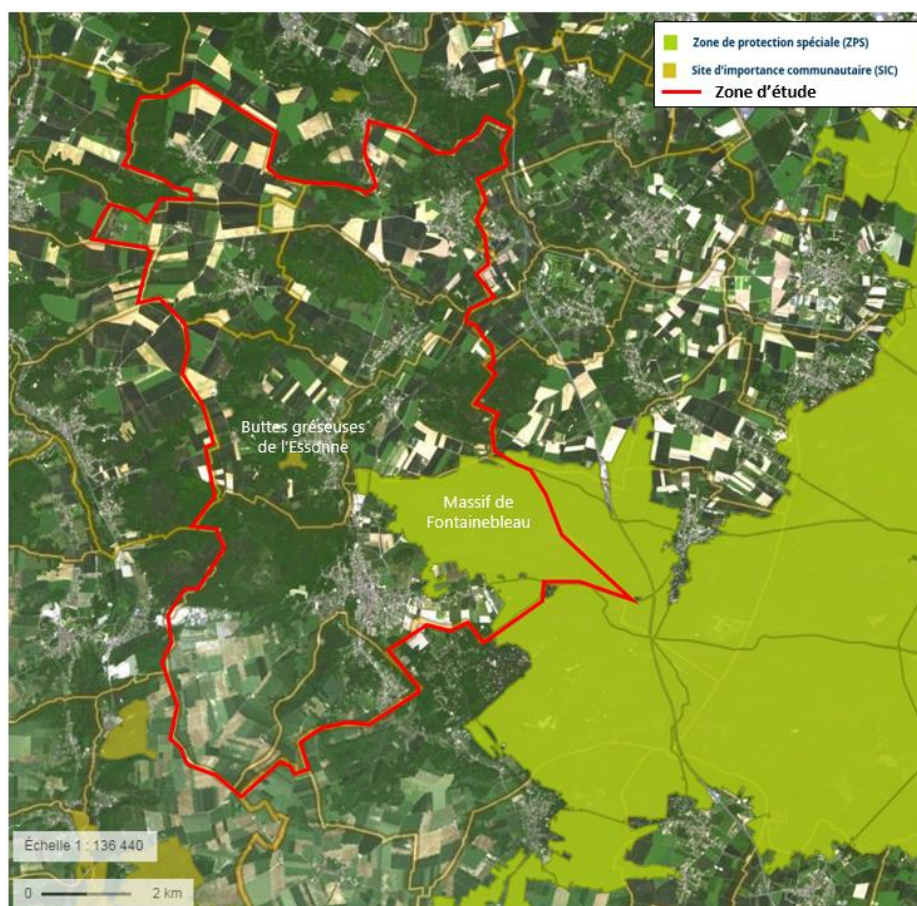 Zone de protection spéciale (ZPS)
Site d'importance communautaire (SIC)
Zone d'étude
Buttes gréseuses
de l'Essonne
Massif de
Fontainebleau
Échelle 1 : 136 440
0 2 km